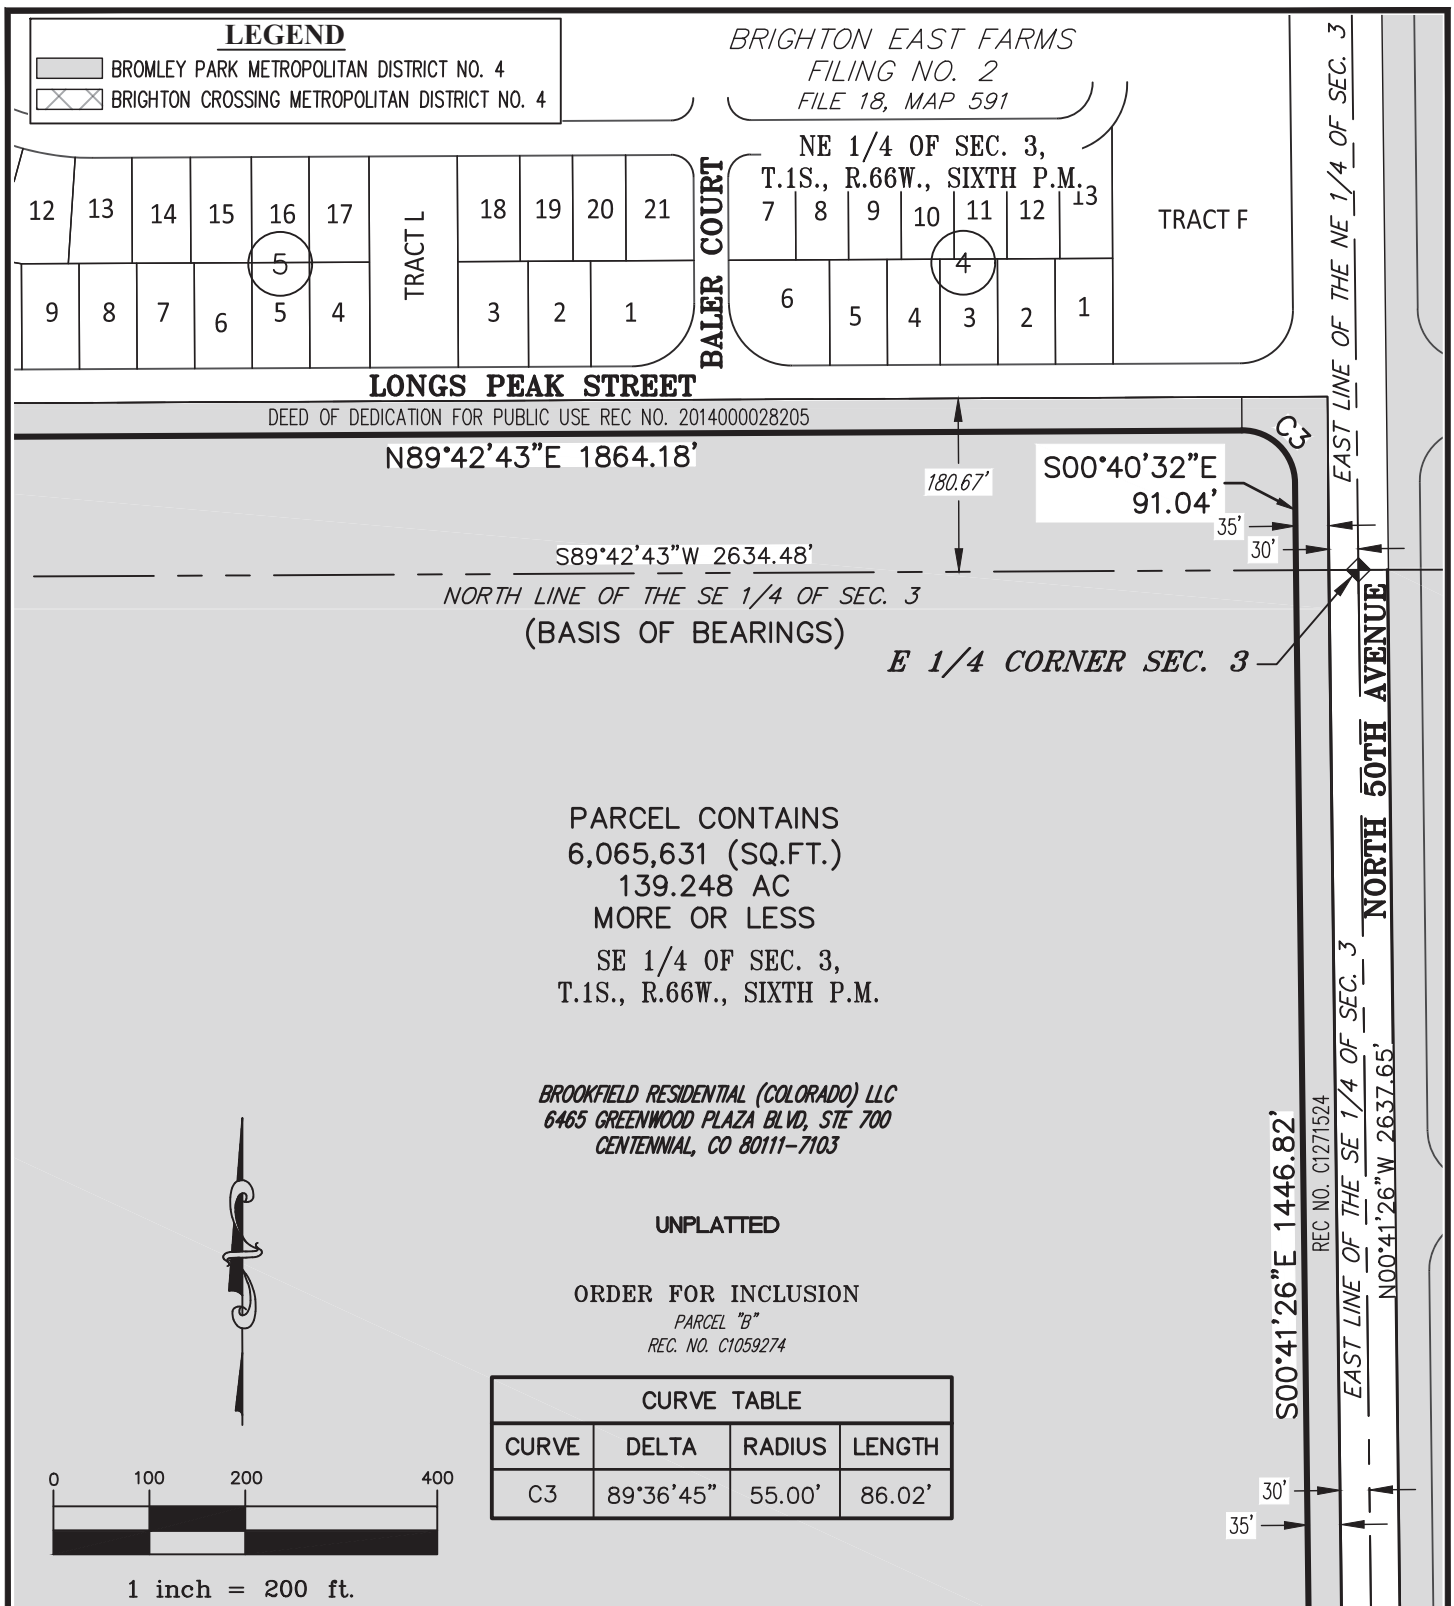 LEGEND
BROMLEY PARK METROPOLITAN DISTRICT NO. 4
BRIGHTON CROSSING METROPOLITAN DISTRICT NO. 4
BRIGHTON EAST FARMS
FILING NO. 2
FILE 18, MAP 591
NE 1/4 OF SEC. 3,
T.1S., R.66W., SIXTH P.M.
EAST LINE OF THE NE 1/4 OF SEC. 3
12 13 14 15 16 17
TRACT L
18 19 20 21
BALER COURT
7 8 9 10 11 12 13
TRACT F
5
4
9 8 7 6 5 4
3 2 1
6 5 4 3 2 1
LONGS PEAK STREET
DEED OF DEDICATION FOR PUBLIC USE REC NO. 2014000028205
C3
N89°42'43"E 1864.18'
180.67'
S00°40'32"E
91.04'
35'
30'
S89°42'43"W 2634.48'
NORTH LINE OF THE SE 1/4 OF SEC. 3
(BASIS OF BEARINGS)
E 1/4 CORNER SEC. 3
NORTH 50TH AVENUE
PARCEL CONTAINS
6,065,631 (SQ.FT.)
139.248 AC
MORE OR LESS
SE 1/4 OF SEC. 3,
T.1S., R.66W., SIXTH P.M.
BROOKFIELD RESIDENTIAL (COLORADO) LLC
6465 GREENWOOD PLAZA BLVD, STE 700
CENTENNIAL, CO 80111-7103
UNPLATTED
ORDER FOR INCLUSION
PARCEL "B"
REC. NO. C1059274
S00°41'26"E 1446.82'
REC NO. C1271524
EAST LINE OF THE SE 1/4 OF SEC. 3
N00°41'26"W 2637.65'
CURVE TABLE
CURVE DELTA RADIUS LENGTH
C3 89°36'45" 55.00' 86.02'
30'
35'
0 100 200 400
1 inch = 200 ft.